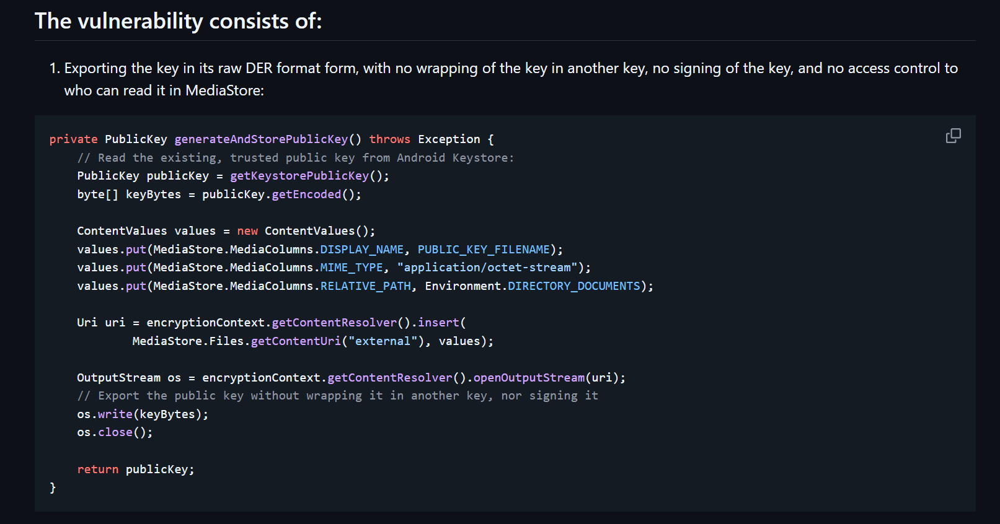 The vulnerability consists of:
1. Exporting the key in its raw DER format form, with no wrapping of the key in another key, no signing of the key, and no access control to
who can read it in MediaStore:
private PublicKey generateAndStorePublicKey() throws Exception {
    // Read the existing, trusted public key from Android Keystore:
    PublicKey publicKey = getKeystorePublicKey();
    byte[] keyBytes = publicKey.getEncoded();

    ContentValues values = new ContentValues();
    values.put(MediaStore.MediaColumns.DISPLAY_NAME, PUBLIC_KEY_FILENAME);
    values.put(MediaStore.MediaColumns.MIME_TYPE, "application/octet-stream");
    values.put(MediaStore.MediaColumns.RELATIVE_PATH, Environment.DIRECTORY_DOCUMENTS);

    Uri uri = encryptionContext.getContentResolver().insert(
            MediaStore.Files.getContentUri("external"), values);

    OutputStream os = encryptionContext.getContentResolver().openOutputStream(uri);
    // Export the public key without wrapping it in another key, nor signing it
    os.write(keyBytes);
    os.close();

    return publicKey;
}